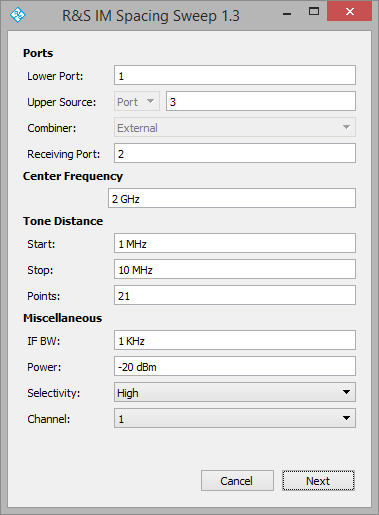 R&S IM Spacing Sweep 1.3
Ports
Lower Port: 1
Upper Source: Port 3
Combiner: External
Receiving Port: 2
Center Frequency
2 GHz
Tone Distance
Start: 1 MHz
Stop: 10 MHz
Points: 21
Miscellaneous
IF BW: 1 KHz
Power: -20 dBm
Selectivity: High
Channel: 1
Cancel Next